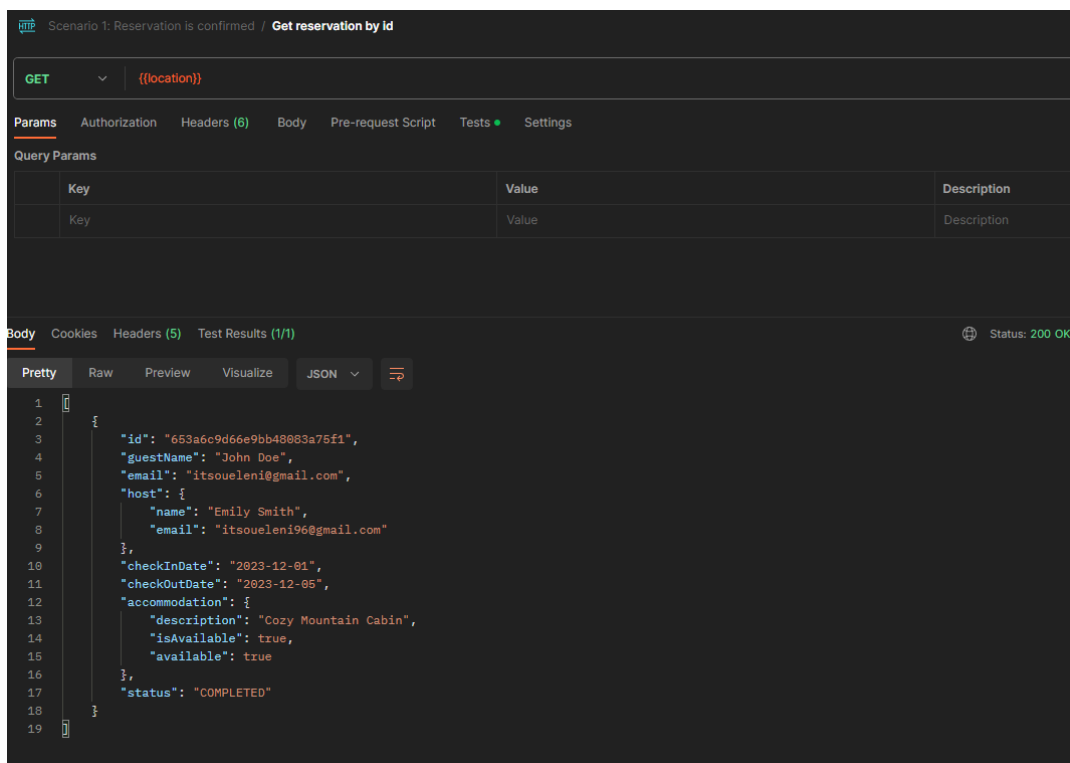 HTTP Scenario 1: Reservation is confirmed / Get reservation by id
GET {{location}}
Params Authorization Headers (6) Body Pre-request Script Tests Settings
Query Params
Key Value Description
Key Value Description
Body Cookies Headers (5) Test Results (1/1) Status: 200 OK
Pretty Raw Preview Visualize JSON
1 [
2 {
3 "id": "653a6c9d66e9bb48083a75f1",
4 "guestName": "John Doe",
5 "email": "itsoueleni@gmail.com",
6 "host": {
7 "name": "Emily Smith",
8 "email": "itsoueleni96@gmail.com"
9 },
10 "checkInDate": "2023-12-01",
11 "checkOutDate": "2023-12-05",
12 "accommodation": {
13 "description": "Cozy Mountain Cabin",
14 "isAvailable": true,
15 "available": true
16 },
17 "status": "COMPLETED"
18 }
19 ]